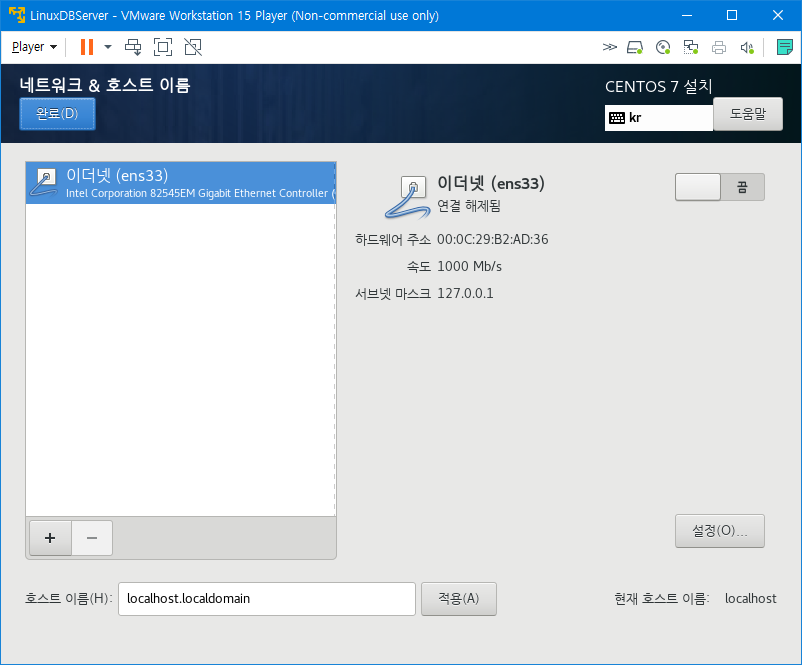 LinuxDBServer - VMware Workstation 15 Player (Non-commercial use only)
Player
네트워크 & 호스트 이름
CENTOS 7 설치
완료(D)
kr
도움말
이더넷 (ens33)
Intel Corporation 82545EM Gigabit Ethernet Controller (
이더넷 (ens33)
연결 해제됨
끔
하드웨어 주소 00:0C:29:B2:AD:36
속도 1000 Mb/s
서브넷 마스크 127.0.0.1
+ −
설정(O)...
호스트 이름(H): localhost.localdomain 적용(A) 현재 호스트 이름: localhost